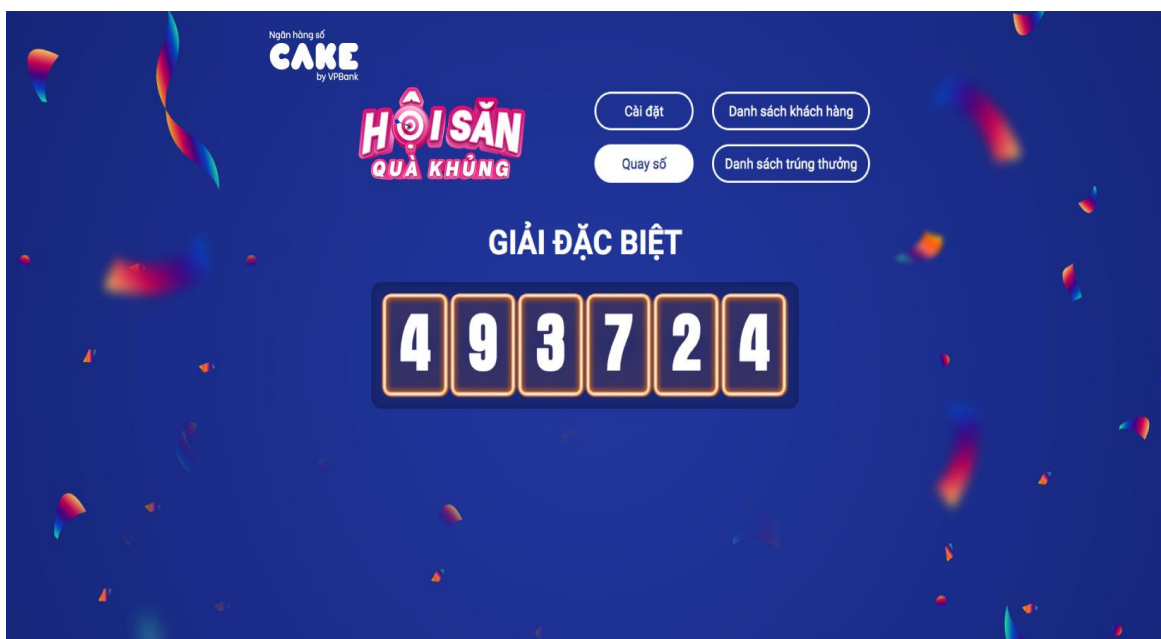 Ngân hàng số
CAKE
by VPBank
HỘI SĂN
QUÀ KHỦNG
Cài đặt
Danh sách khách hàng
Quay số
Danh sách trúng thưởng
GIẢI ĐẶC BIỆT
4 9 3 7 2 4